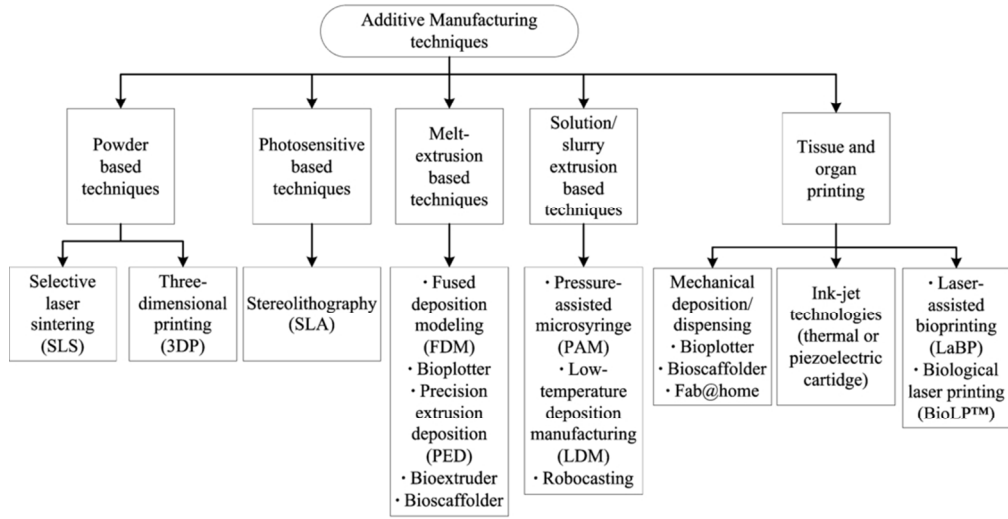 Additive Manufacturing
techniques
Powder
based
techniques
Photosensitive
based
techniques
Melt-
extrusion
based
techniques
Solution/
slurry
extrusion
based
techniques
Tissue and
organ
printing
Selective
laser
sintering
(SLS)
Three-
dimensional
printing
(3DP)
Stereolithography
(SLA)
· Fused
deposition
modeling
(FDM)
· Bioplotter
· Precision
extrusion
deposition
(PED)
· Bioextruder
· Bioscaffolder
· Pressure-
assisted
microsyringe
(PAM)
· Low-
temperature
deposition
manufacturing
(LDM)
· Robocasting
Mechanical
deposition/
dispensing
· Bioplotter
· Bioscaffolder
· Fab@home
Ink-jet
technologies
(thermal or
piezoelectric
cartidge)
· Laser-
assisted
bioprinting
(LaBP)
· Biological
laser printing
(BioLP™)